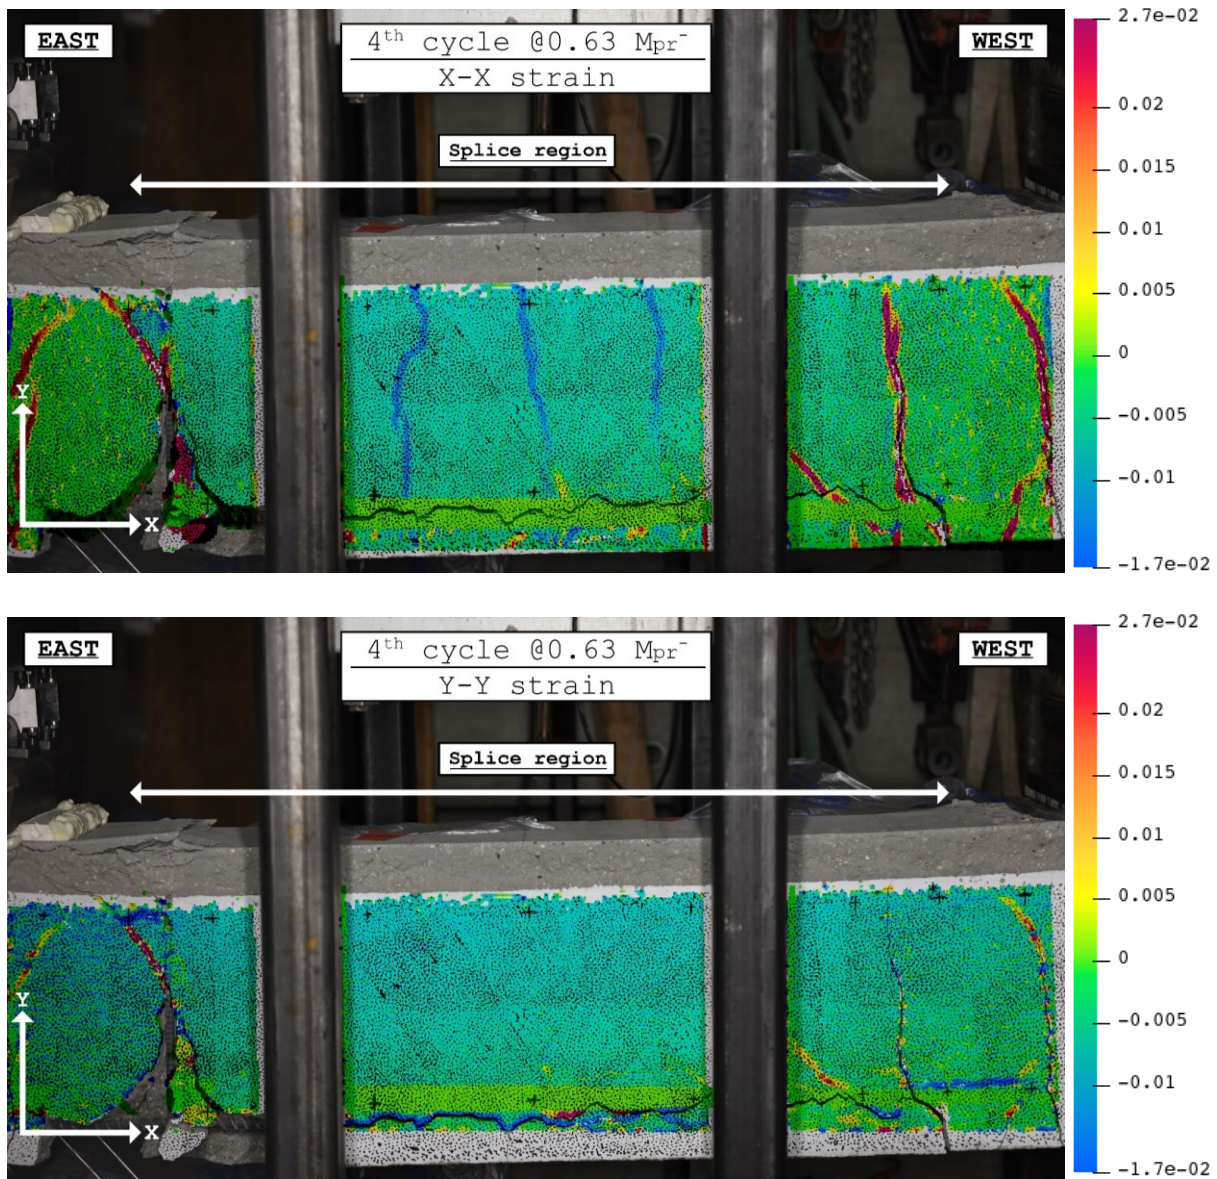 EAST
4th cycle @0.63 Mpr-
X-X strain
WEST
Splice region
Y
X
2.7e-02
0.02
0.015
0.01
0.005
0
-0.005
-0.01
-1.7e-02
EAST
4th cycle @0.63 Mpr-
Y-Y strain
WEST
Splice region
Y
X
2.7e-02
0.02
0.015
0.01
0.005
0
-0.005
-0.01
-1.7e-02